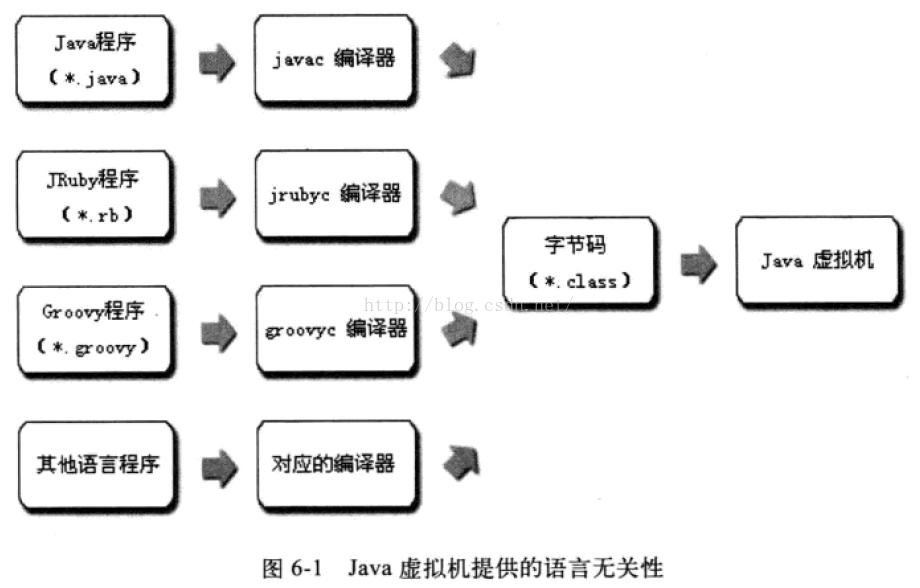 Java程序
(*.java)
javac 编译器
JRuby程序
(*.rb)
jrubyc 编译器
字节码
(*.class)
Java 虚拟机
http://blog.csdn.net/
Groovy程序
(*.groovy)
groovyc 编译器
其他语言程序
对应的编译器
图 6-1 Java 虚拟机提供的语言无关性